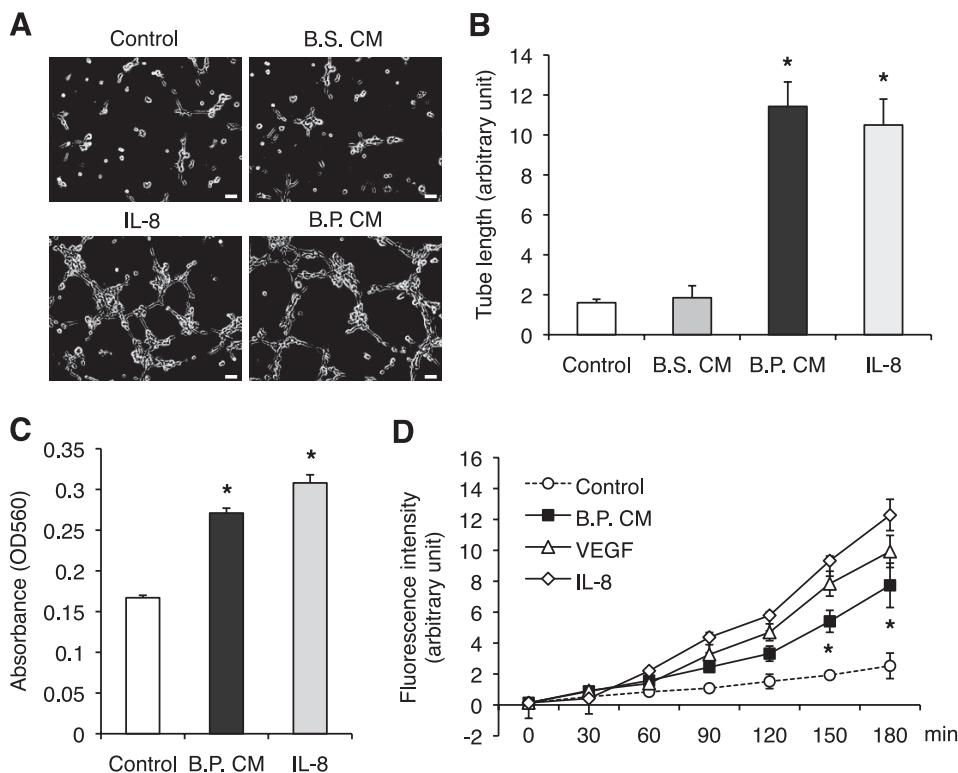 A
Control
B.S. CM
IL-8
B.P. CM
B
Tube length (arbitrary unit)
14
12
10
8
6
4
2
0
*
*
Control
B.S. CM
B.P. CM
IL-8
C
Absorbance (OD560)
0.35
0.3
0.25
0.2
0.15
0.1
0.05
0
*
*
Control
B.P. CM
IL-8
D
Fluorescence intensity
(arbitrary unit)
16
14
12
10
8
6
4
2
0
-2
Control
B.P. CM
VEGF
IL-8
*
*
0
30
60
90
120
150
180
min